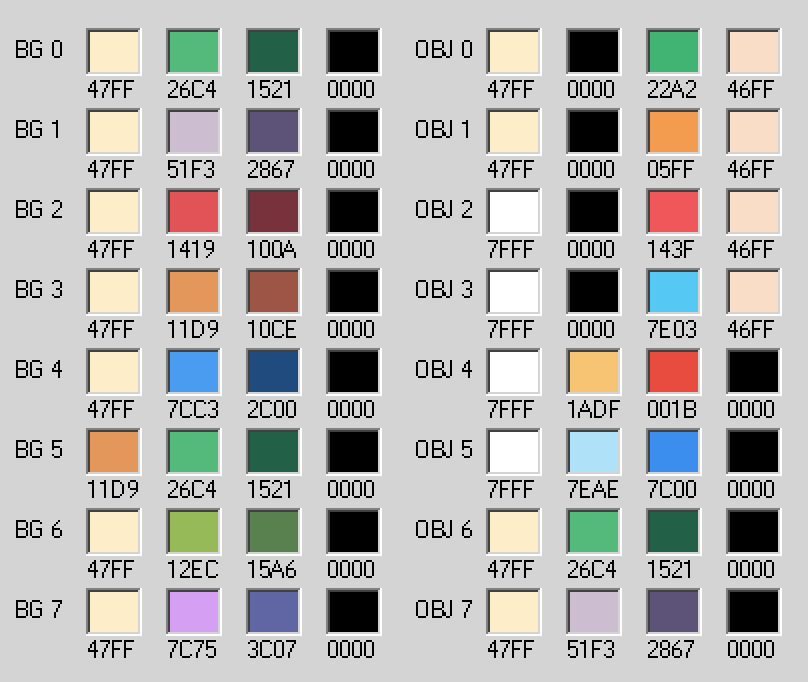 BG 0 OBJ 0
47FF 26C4 1521 0000 47FF 0000 22A2 46FF
BG 1 OBJ 1
47FF 51F3 2867 0000 47FF 0000 05FF 46FF
BG 2 OBJ 2
47FF 1419 100A 0000 7FFF 0000 143F 46FF
BG 3 OBJ 3
47FF 11D9 10CE 0000 7FFF 0000 7E03 46FF
BG 4 OBJ 4
47FF 7CC3 2C00 0000 7FFF 1ADF 001B 0000
BG 5 OBJ 5
11D9 26C4 1521 0000 7FFF 7EAE 7C00 0000
BG 6 OBJ 6
47FF 12EC 15A6 0000 47FF 26C4 1521 0000
BG 7 OBJ 7
47FF 7C75 3C07 0000 47FF 51F3 2867 0000